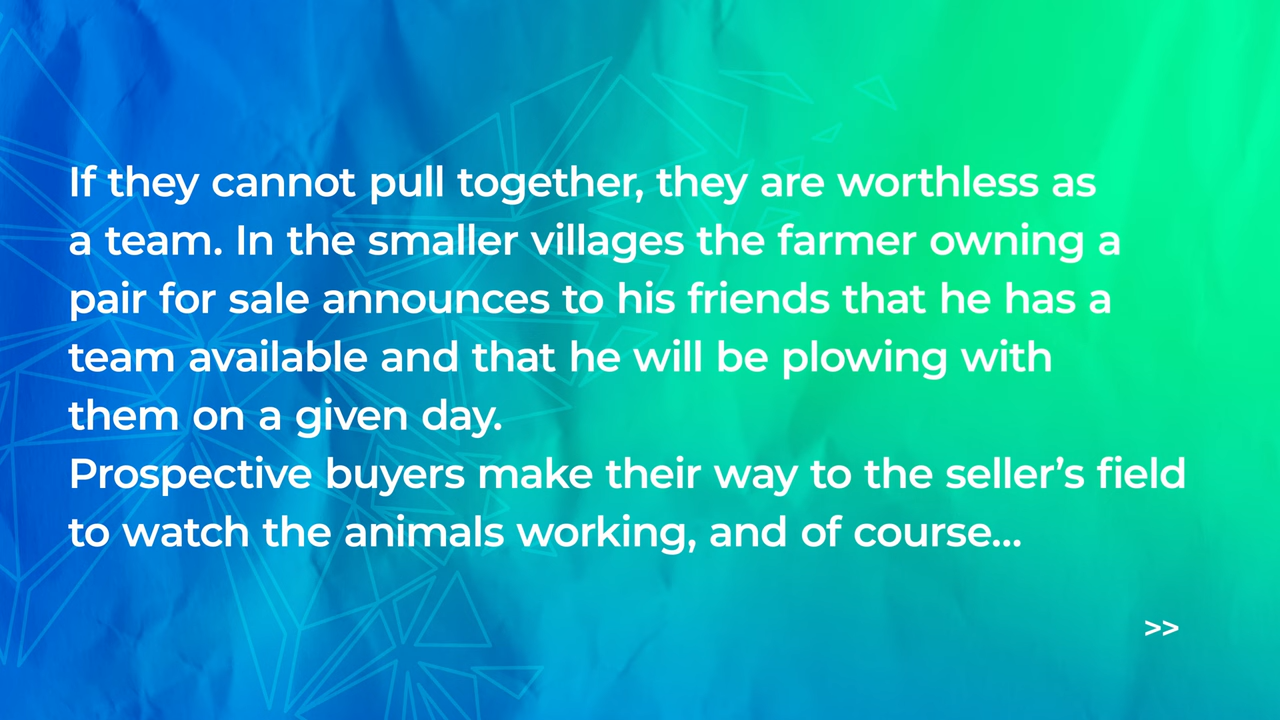 If they cannot pull together, they are worthless as
a team. In the smaller villages the farmer owning a
pair for sale announces to his friends that he has a
team available and that he will be plowing with
them on a given day.
Prospective buyers make their way to the seller’s field
to watch the animals working, and of course...
>>